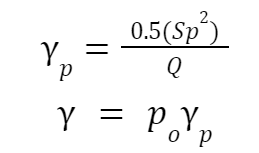 γₚ = 0.5(Sp²)/Q
γ = pₒγₚ